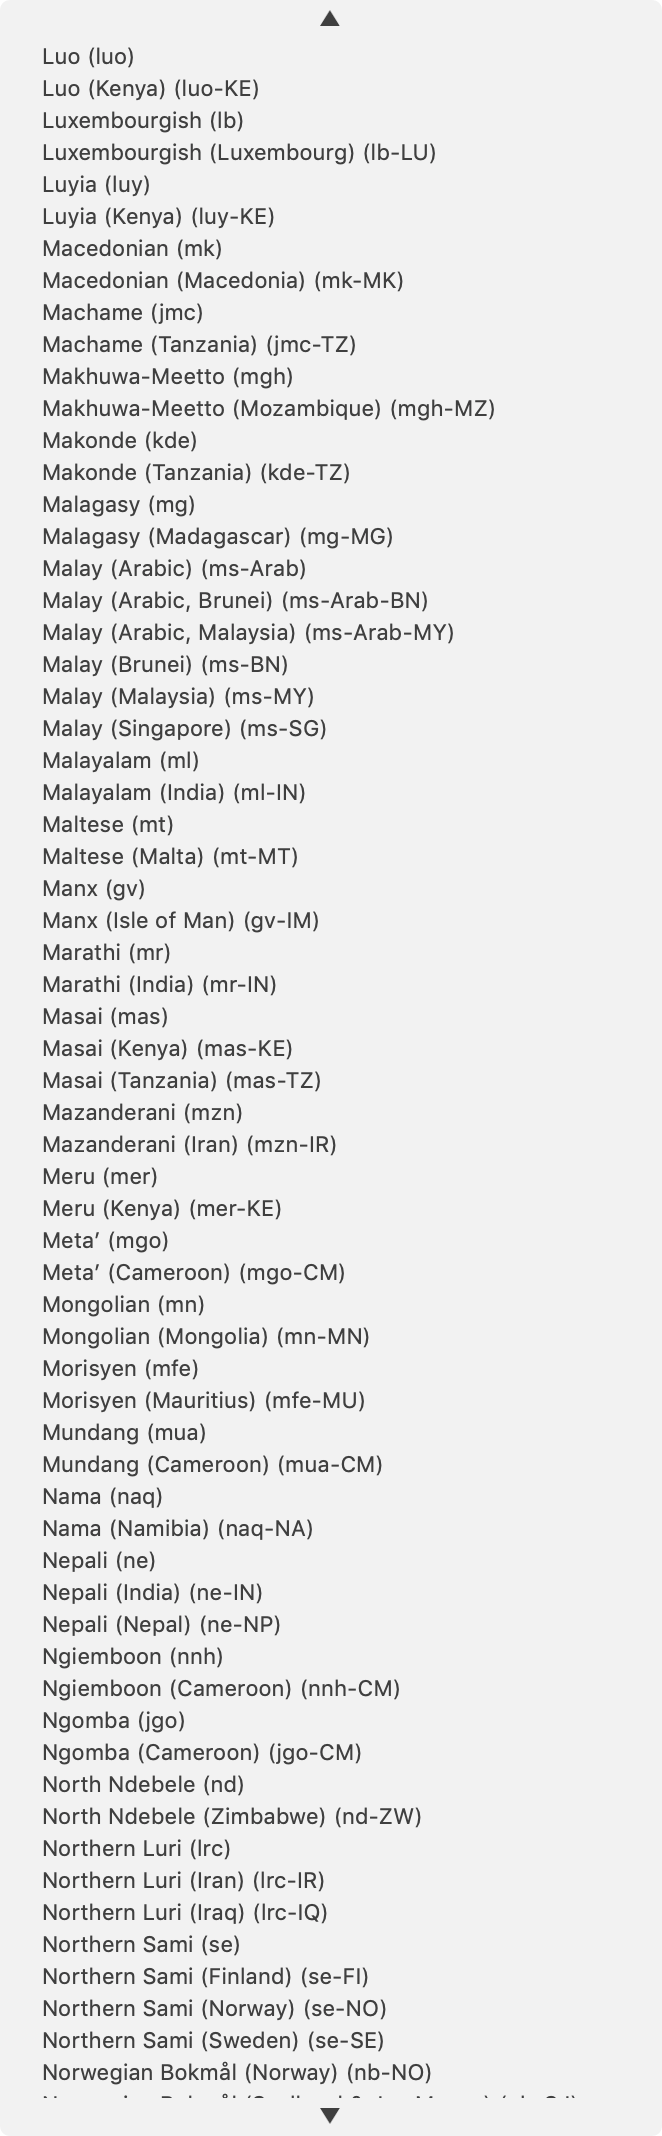 Luo (luo)
Luo (Kenya) (luo-KE)
Luxembourgish (lb)
Luxembourgish (Luxembourg) (lb-LU)
Luyia (luy)
Luyia (Kenya) (luy-KE)
Macedonian (mk)
Macedonian (Macedonia) (mk-MK)
Machame (jmc)
Machame (Tanzania) (jmc-TZ)
Makhuwa-Meetto (mgh)
Makhuwa-Meetto (Mozambique) (mgh-MZ)
Makonde (kde)
Makonde (Tanzania) (kde-TZ)
Malagasy (mg)
Malagasy (Madagascar) (mg-MG)
Malay (Arabic) (ms-Arab)
Malay (Arabic, Brunei) (ms-Arab-BN)
Malay (Arabic, Malaysia) (ms-Arab-MY)
Malay (Brunei) (ms-BN)
Malay (Malaysia) (ms-MY)
Malay (Singapore) (ms-SG)
Malayalam (ml)
Malayalam (India) (ml-IN)
Maltese (mt)
Maltese (Malta) (mt-MT)
Manx (gv)
Manx (Isle of Man) (gv-IM)
Marathi (mr)
Marathi (India) (mr-IN)
Masai (mas)
Masai (Kenya) (mas-KE)
Masai (Tanzania) (mas-TZ)
Mazanderani (mzn)
Mazanderani (Iran) (mzn-IR)
Meru (mer)
Meru (Kenya) (mer-KE)
Metaʼ (mgo)
Metaʼ (Cameroon) (mgo-CM)
Mongolian (mn)
Mongolian (Mongolia) (mn-MN)
Morisyen (mfe)
Morisyen (Mauritius) (mfe-MU)
Mundang (mua)
Mundang (Cameroon) (mua-CM)
Nama (naq)
Nama (Namibia) (naq-NA)
Nepali (ne)
Nepali (India) (ne-IN)
Nepali (Nepal) (ne-NP)
Ngiemboon (nnh)
Ngiemboon (Cameroon) (nnh-CM)
Ngomba (jgo)
Ngomba (Cameroon) (jgo-CM)
North Ndebele (nd)
North Ndebele (Zimbabwe) (nd-ZW)
Northern Luri (lrc)
Northern Luri (Iran) (lrc-IR)
Northern Luri (Iraq) (lrc-IQ)
Northern Sami (se)
Northern Sami (Finland) (se-FI)
Northern Sami (Norway) (se-NO)
Northern Sami (Sweden) (se-SE)
Norwegian Bokmål (Norway) (nb-NO)